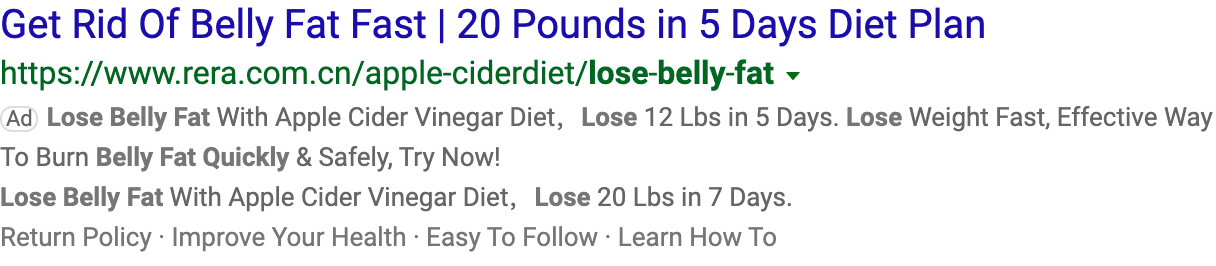 Get Rid Of Belly Fat Fast | 20 Pounds in 5 Days Diet Plan
https://www.rera.com.cn/apple-ciderdiet/lose-belly-fat
Ad Lose Belly Fat With Apple Cider Vinegar Diet， Lose 12 Lbs in 5 Days. Lose Weight Fast, Effective Way
To Burn Belly Fat Quickly & Safely, Try Now!
Lose Belly Fat With Apple Cider Vinegar Diet， Lose 20 Lbs in 7 Days.
Return Policy · Improve Your Health · Easy To Follow · Learn How To